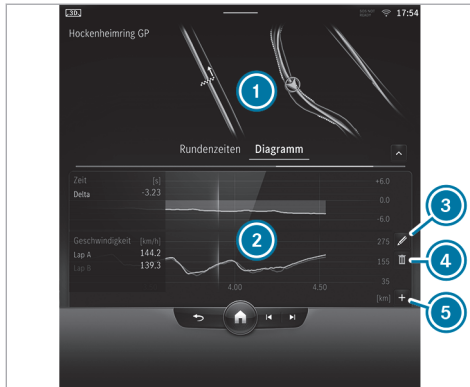 3D
17:54
Hockenheimring GP
1
Rundenzeiten Diagramm
Zeit [s]
Delta -3.23
+6.0
0.0
-6.0
3
Geschwindigkeit [km/h]
Lap A 144.2
Lap B 139.3
2
275
155
35
4
4.00 4.50
[km] +
5